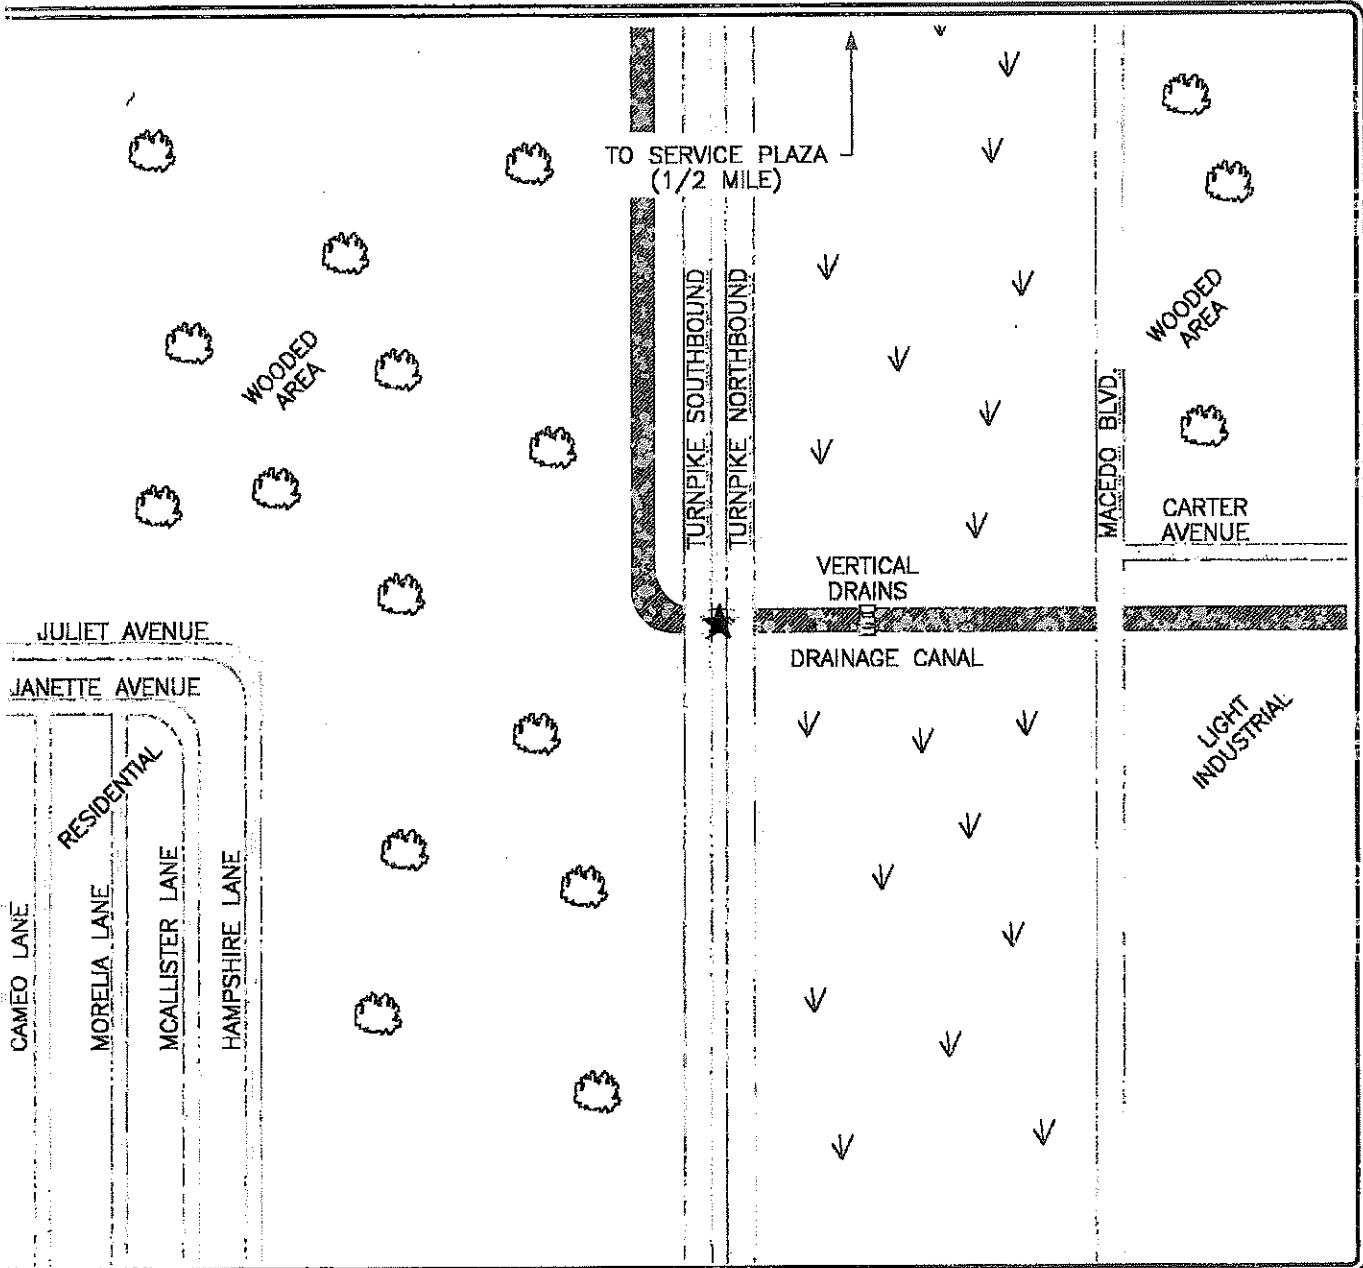 TO SERVICE PLAZA
(1/2 MILE)
WOODED
AREA
TURNPIKE SOUTHBOUND
TURNPIKE NORTHBOUND
WOODED
AREA
MACEDO BLVD.
CARTER
AVENUE
VERTICAL
DRAINS
DRAINAGE CANAL
JULIET AVENUE
JANETTE AVENUE
RESIDENTIAL
CAMEO LANE
MORELIA LANE
MCALLISTER LANE
HAMPSHIRE LANE
LIGHT
INDUSTRIAL